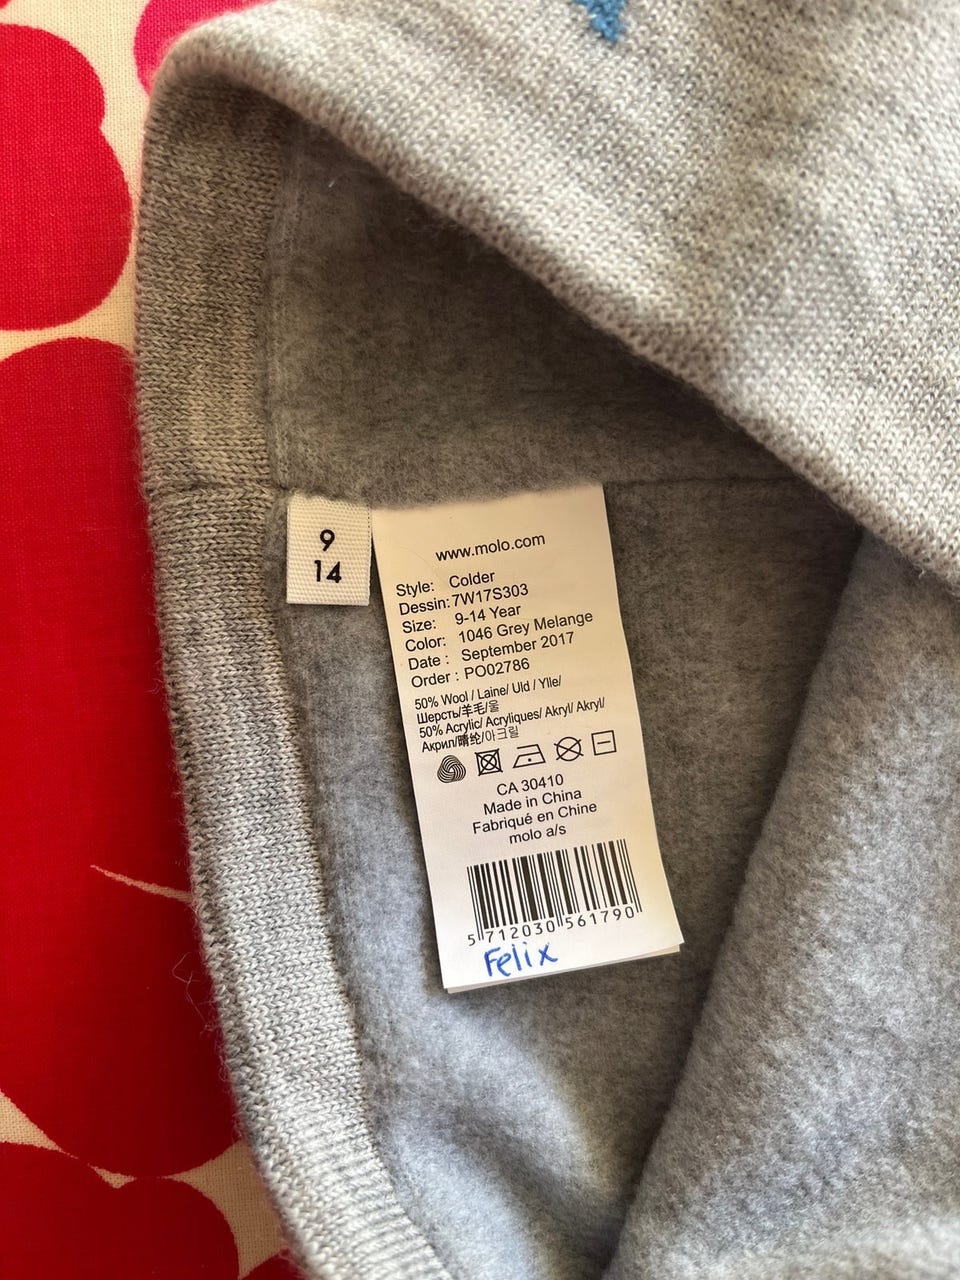 9
14
www.molo.com
Style: Colder
Dessin: 7W17S303
Size: 9-14 Year
Color: 1046 Grey Melange
Date : September 2017
Order : PO02786
50% Wool / Laine/ Uld / Ylle/
Шерсть/羊毛/울
50% Acrylic/ Acryliques/ Akryl/ Akryl/
Акрил/腈纶/아크릴
CA 30410
Made in China
Fabriqué en Chine
molo a/s
5 712030 561790
Felix